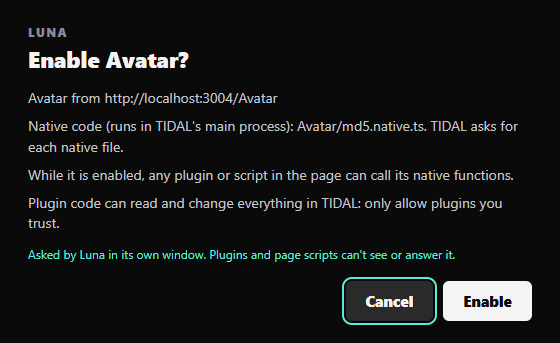 LUNA
Enable Avatar?
Avatar from http://localhost:3004/Avatar
Native code (runs in TIDAL's main process): Avatar/md5.native.ts. TIDAL asks for
each native file.
While it is enabled, any plugin or script in the page can call its native functions.
Plugin code can read and change everything in TIDAL: only allow plugins you
trust.
Asked by Luna in its own window. Plugins and page scripts can't see or answer it.
Cancel
Enable